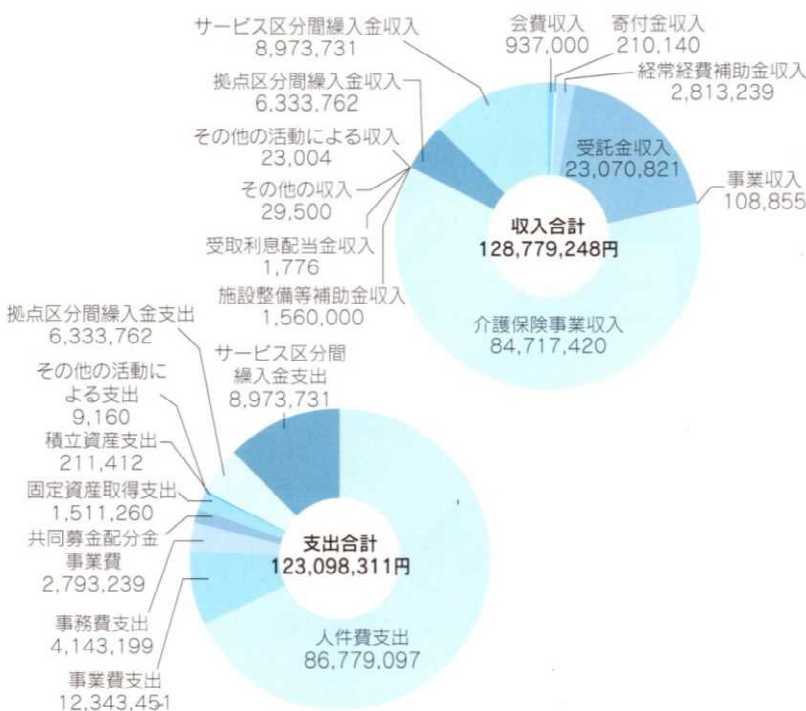 サービス区分間繰入金収入
8,973,731
会費収入
937,000
寄付金収入
210,140
経常経費補助金収入
2,813,239
拠点区分間繰入金収入
6,333,762
受託金収入
23,070,821
その他の活動による収入
23,004
事業収入
108,855
その他の収入
29,500
収入合計
128,779,248円
受取利息配当金収入
1,776
施設整備等補助金収入
1,560,000
介護保険事業収入
84,717,420
拠点区分間繰入金支出
6,333,762
サービス区分間
繰入金支出
8,973,731
その他の活動に
よる支出
9,160
積立資産支出
211,412
固定資産取得支出
1,511,260
共同募金配分金
事業費
2,793,239
支出合計
123,098,311円
事務費支出
4,143,199
人件費支出
86,779,097
事業費支出
12,343,451